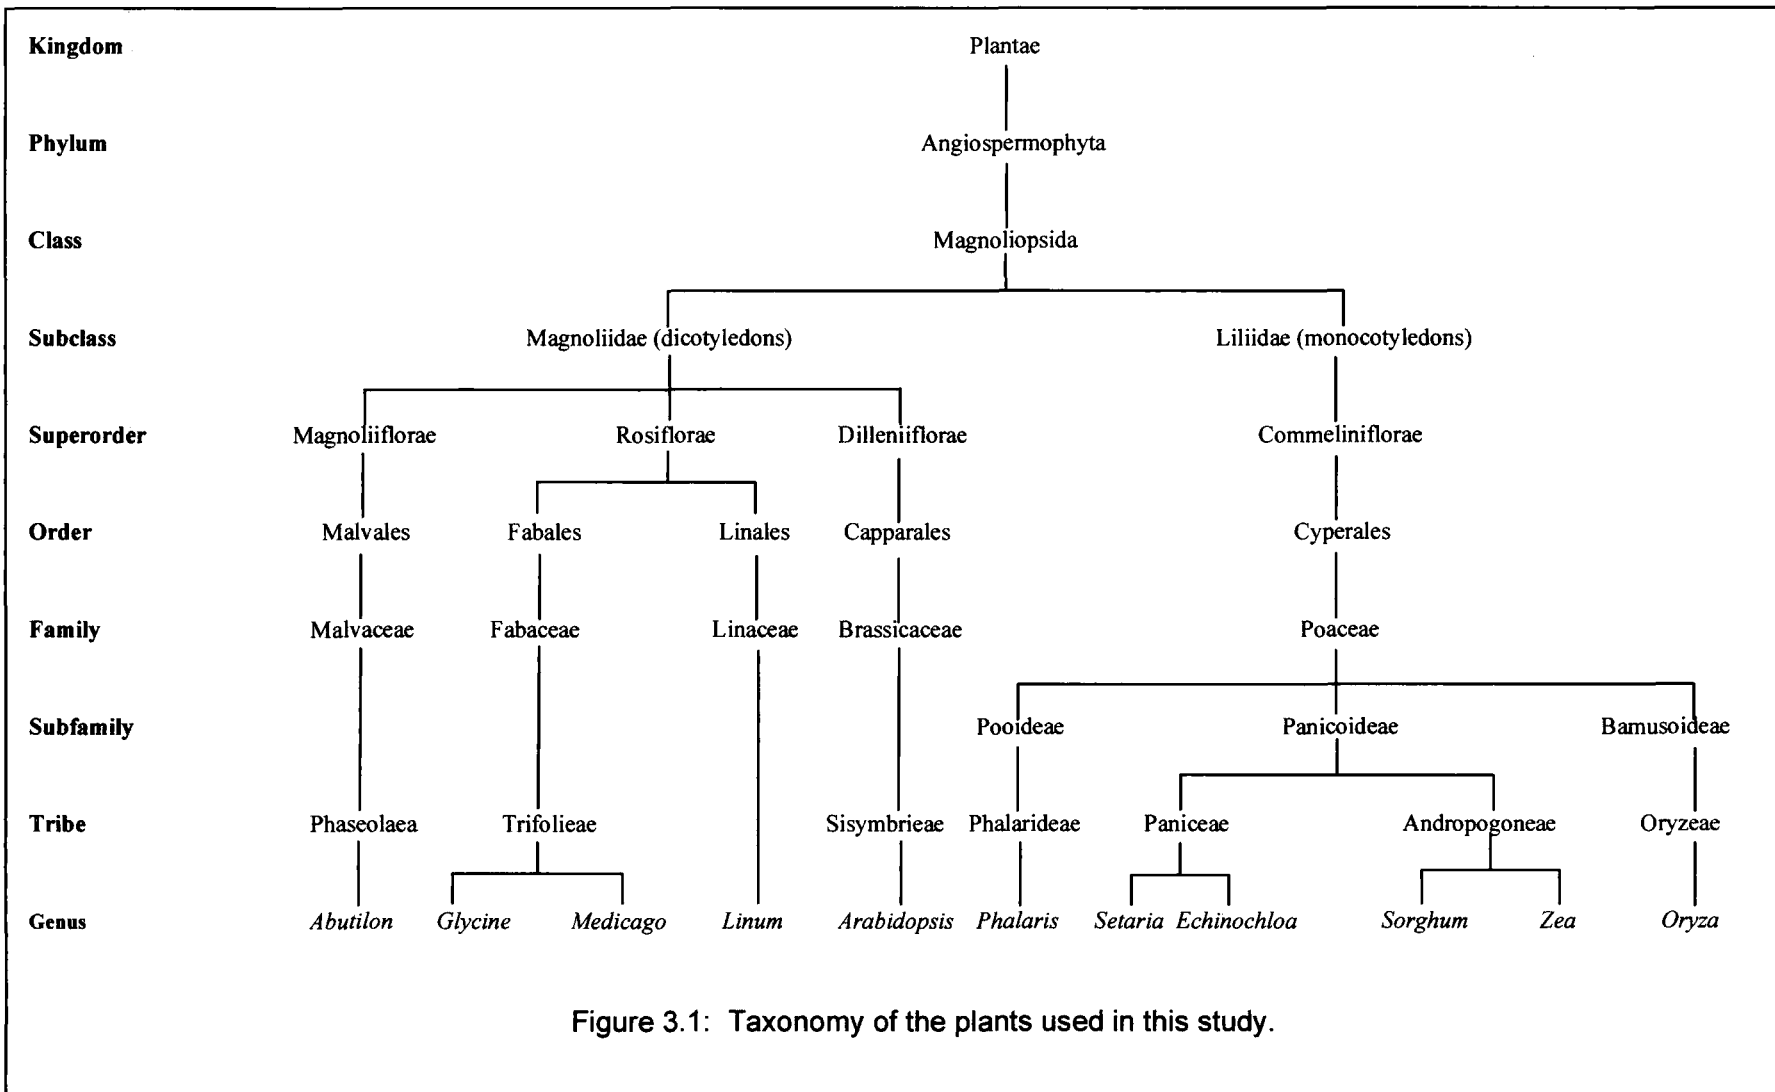 Kingdom Plantae
Phylum Angiospermophyta
Class Magnoliopsida
Subclass Magnoliidae (dicotyledons) Liliidae (monocotyledons)
Superorder Magnoliiflorae Rosiflorae Dilleniiflorae Commeliniflorae
Order Malvales Fabales Linales Capparales Cyperales
Family Malvaceae Fabaceae Linaceae Brassicaceae Poaceae
Subfamily Pooideae Panicoideae Bamusoideae
Tribe Phaseolaea Trifolieae Sisymbrieae Phalarideae Paniceae Andropogoneae Oryzeae
Genus Abutilon Glycine Medicago Linum Arabidopsis Phalaris Setaria Echinochloa Sorghum Zea Oryza
Figure 3.1: Taxonomy of the plants used in this study.